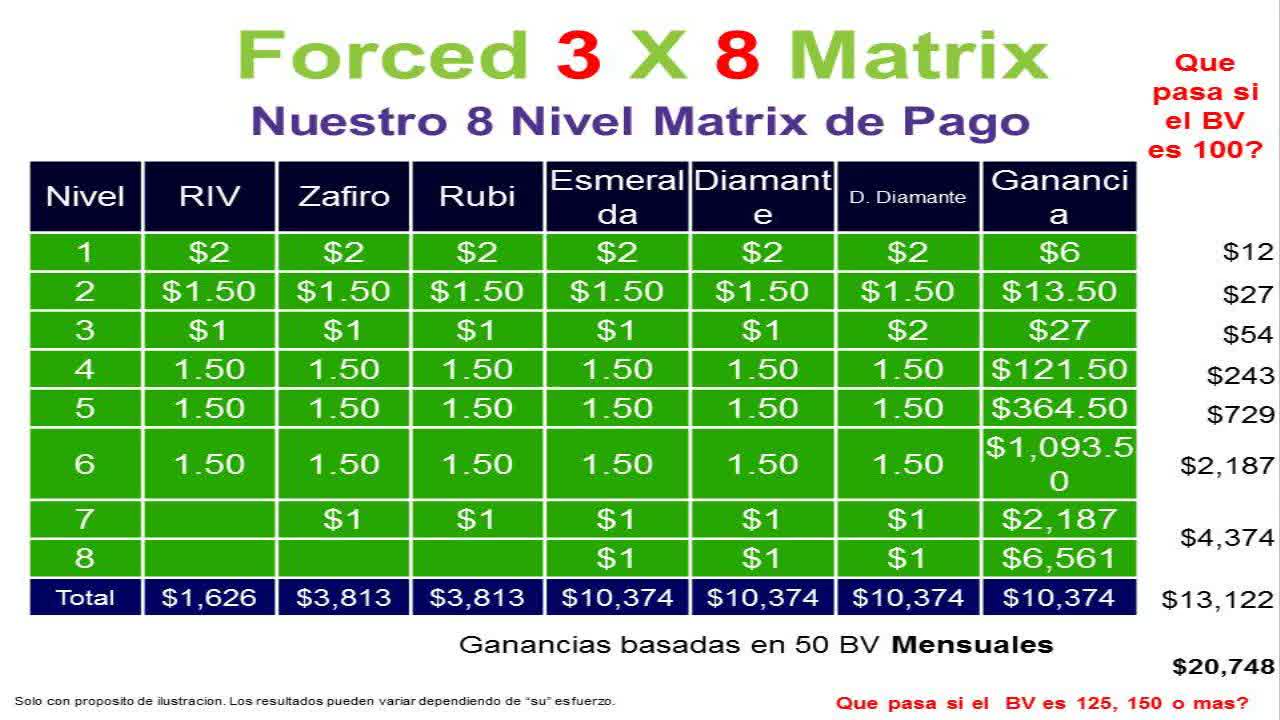 Forced 3 X 8 Matrix
Nuestro 8 Nivel Matrix de Pago
Que
pasa si
el BV
es 100?
Nivel RIV Zafiro Rubi Esmeral Diamant D. Diamante Gananci
da e a
1 $2 $2 $2 $2 $2 $2 $6 $12
2 $1.50 $1.50 $1.50 $1.50 $1.50 $1.50 $13.50 $27
3 $1 $1 $1 $1 $1 $2 $27 $54
4 1.50 1.50 1.50 1.50 1.50 1.50 $121.50 $243
5 1.50 1.50 1.50 1.50 1.50 1.50 $364.50 $729
6 1.50 1.50 1.50 1.50 1.50 1.50 $1,093.5 $2,187
0
7 $1 $1 $1 $1 $1 $2,187 $4,374
8 $1 $1 $1 $6,561
Total $1,626 $3,813 $3,813 $10,374 $10,374 $10,374 $10,374 $13,122
Ganancias basadas en 50 BV Mensuales
$20,748
Solo con proposito de ilustracion. Los resultados pueden variar dependiendo de “su” esfuerzo.
Que pasa si el BV es 125, 150 o mas?